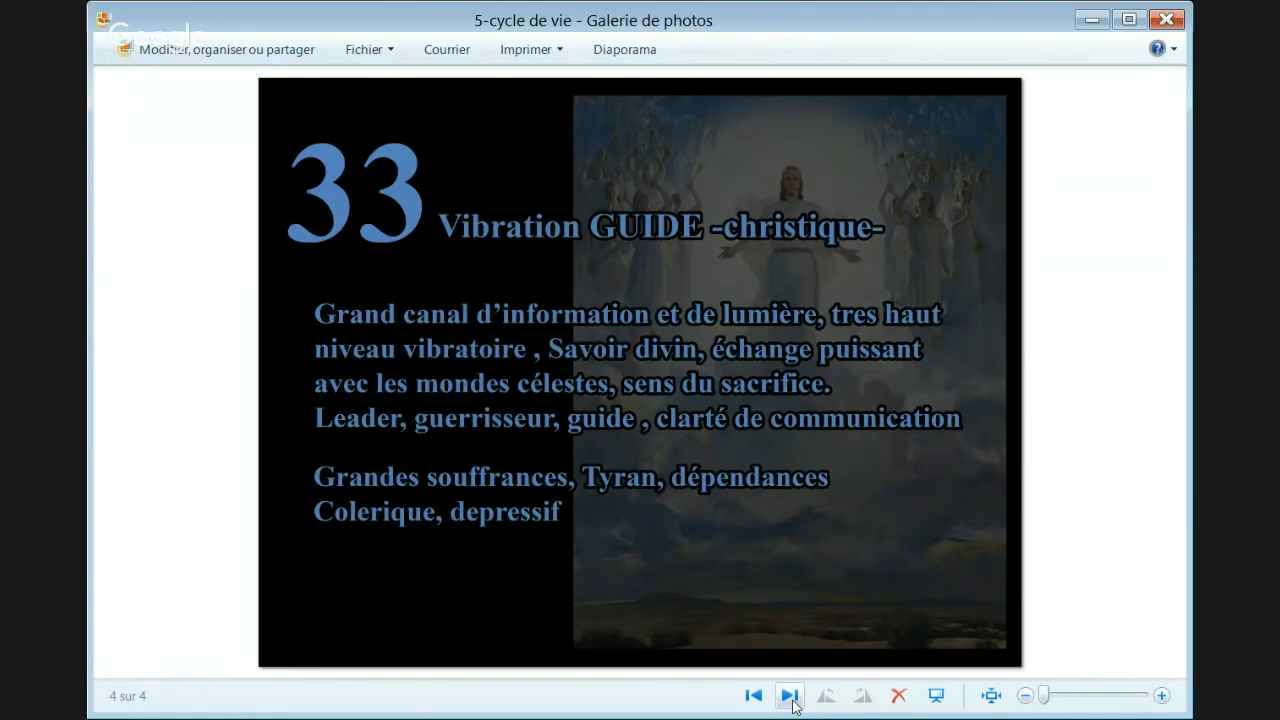 5-cycle de vie - Galerie de photos
Google
Modifier, organiser ou partager Fichier Courrier Imprimer Diaporama
33 Vibration GUIDE -christique-
Grand canal d’information et de lumière, tres haut
niveau vibratoire , Savoir divin, échange puissant
avec les mondes célestes, sens du sacrifice.
Leader, guerrisseur, guide , clarté de communication
Grandes souffrances, Tyran, dépendances
Colerique, depressif
4 sur 4